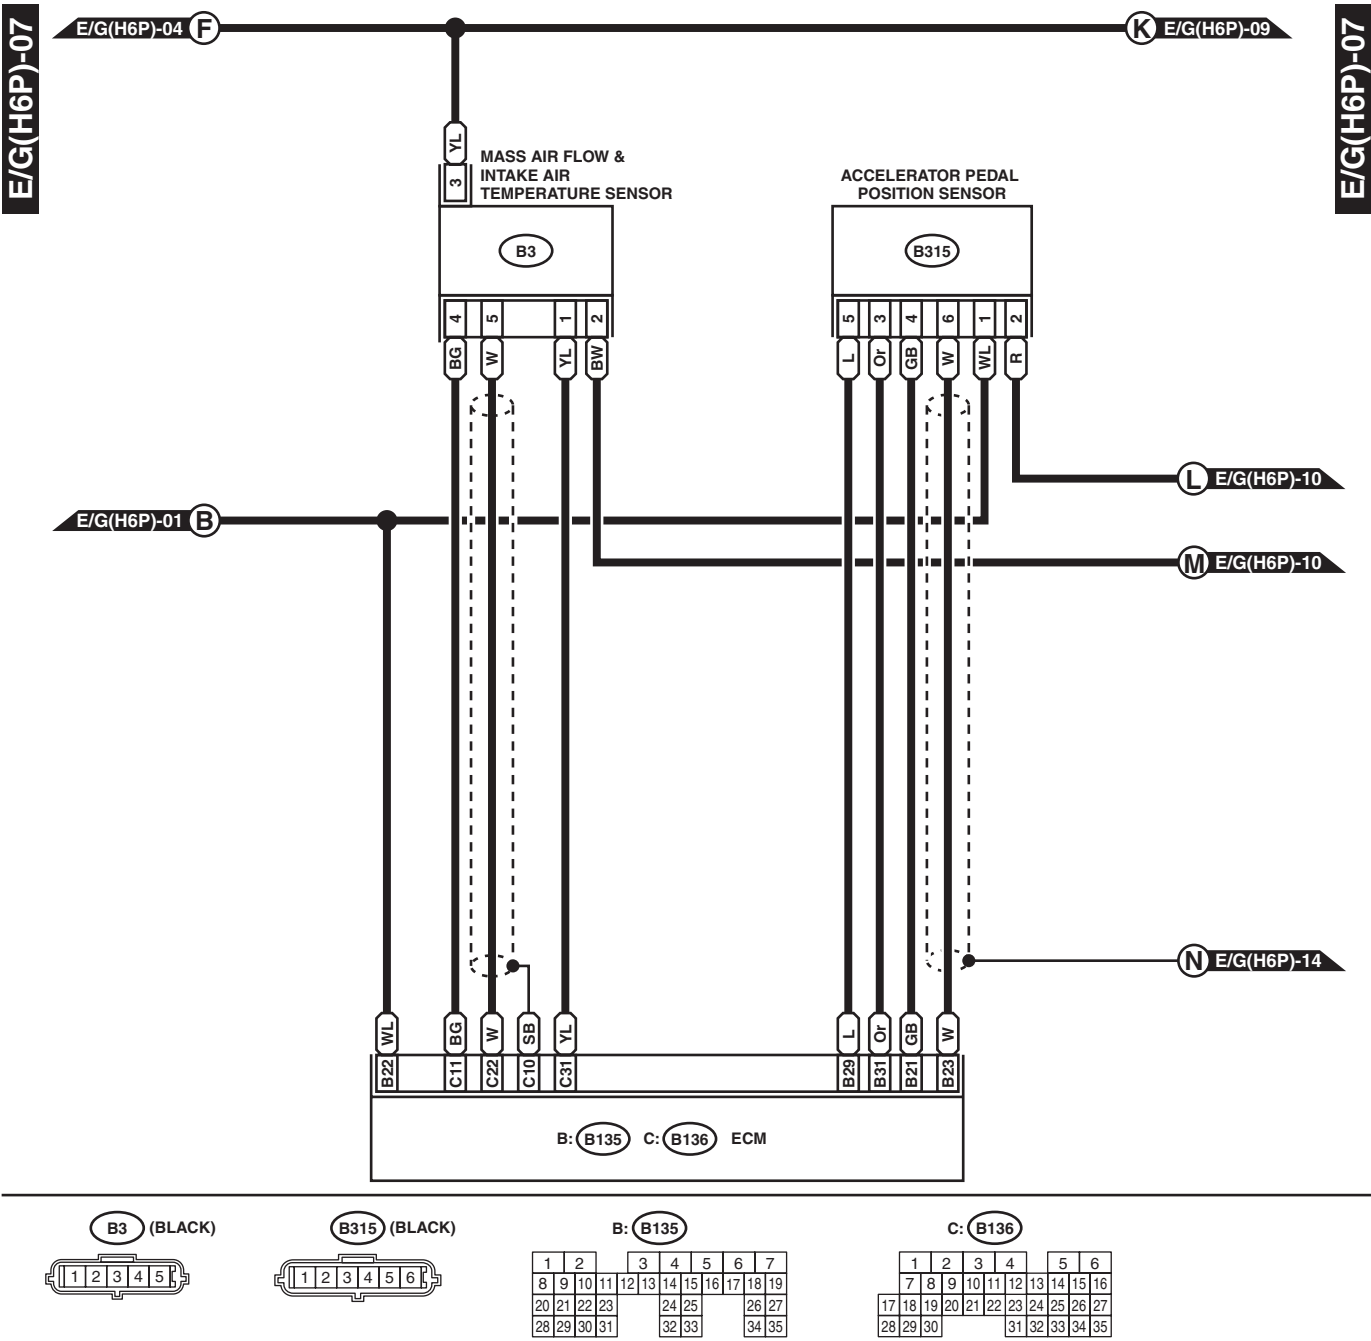 E/G(H6P)-07
E/G(H6P)-04 F
K E/G(H6P)-09
E/G(H6P)-07
YL
3
MASS AIR FLOW &
INTAKE AIR
TEMPERATURE SENSOR
ACCELERATOR PEDAL
POSITION SENSOR
B3
B315
4 5 1 2
5 3 4 6 1 2
BG W YL BW
L Or GB W WL R
L E/G(H6P)-10
E/G(H6P)-01 B
M E/G(H6P)-10
N E/G(H6P)-14
WL BG W SB YL L Or GB W
B22 C11 C22 C10 C31 B29 B31 B21 B23
B: B135 C: B136 ECM
B3 (BLACK)
B315 (BLACK)
B: B135
C: B136
1 2 3 4 5
1 2 3 4 5 6
1 2 3 4 5 6 7
8 9 10 11 12 13 14 15 16 17 18 19
20 21 22 23 24 25 26 27
28 29 30 31 32 33 34 35
1 2 3 4 5 6
7 8 9 10 11 12 13 14 15 16
17 18 19 20 21 22 23 24 25 26 27
28 29 30 31 32 33 34 35